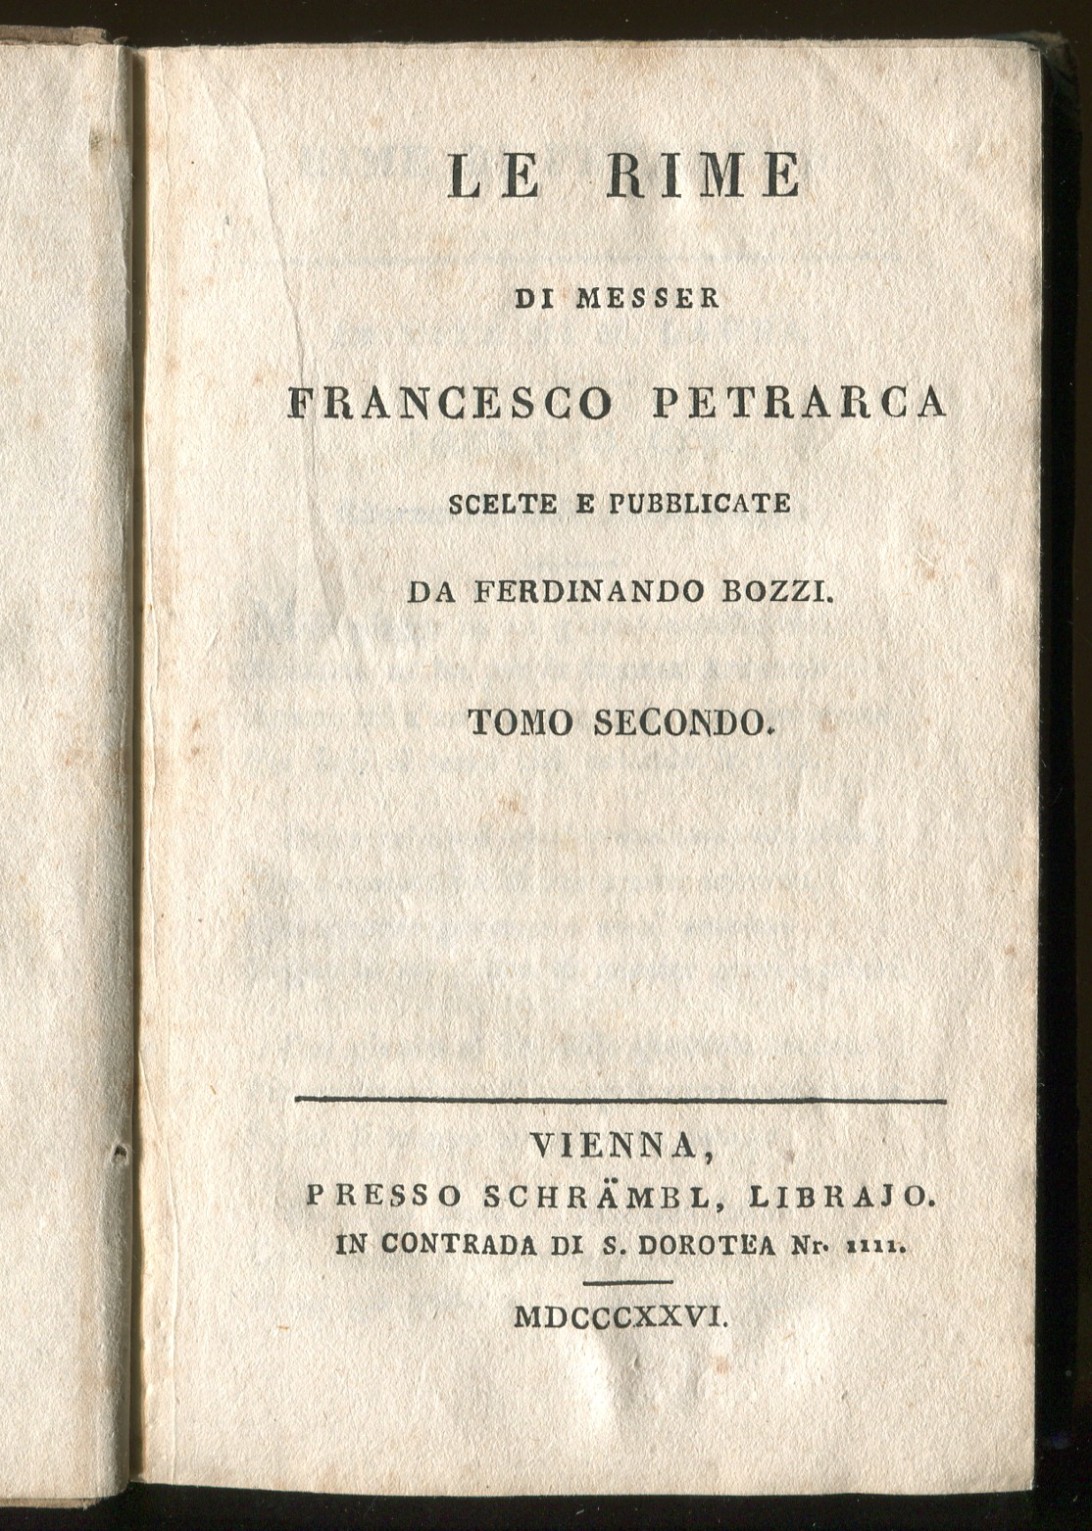 LE RIME
DI MESSER
FRANCESCO PETRARCA
SCELTE E PUBBLICATE
DA FERDINANDO BOZZI.
TOMO SECONDO.
VIENNA,
PRESSO SCHRÄMBL, LIBRAJO.
IN CONTRADA DI S. DOROTEA Nr. 1111.
MDCCCXXVI.